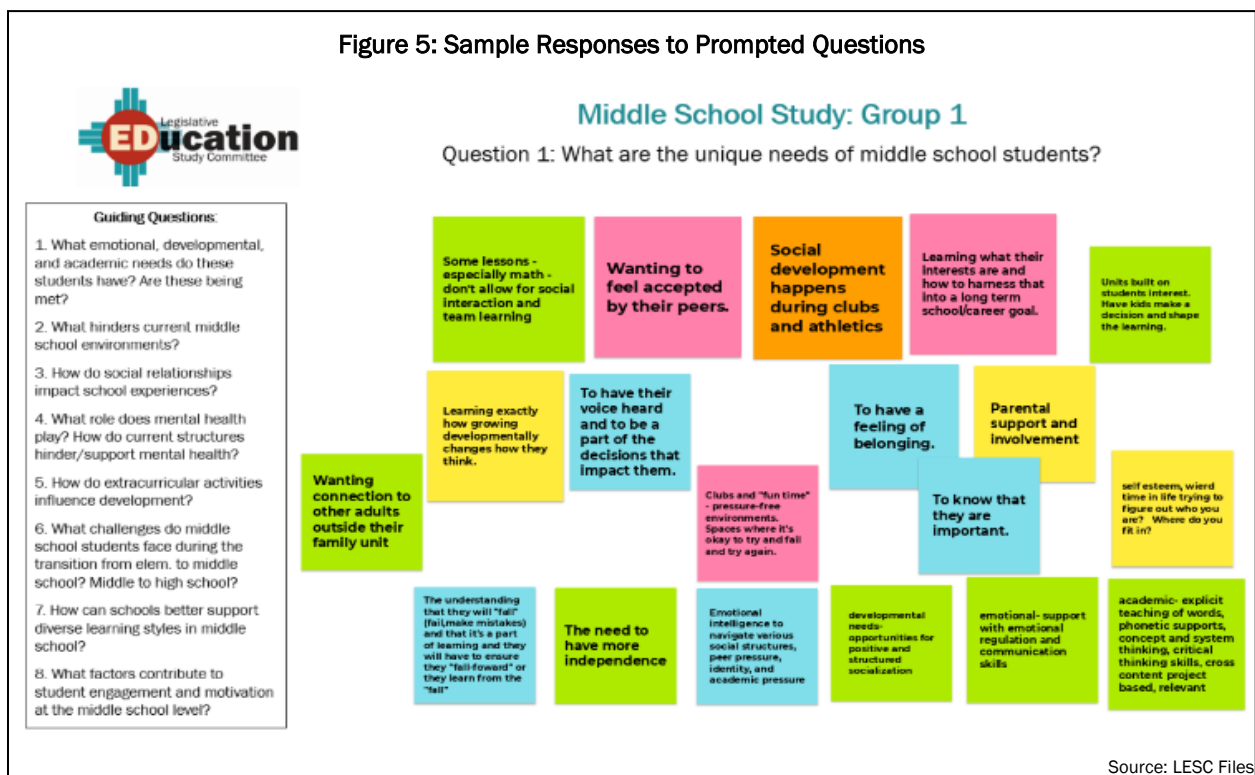 Figure 5: Sample Responses to Prompted Questions
Legislative
EDucation
Study Committee
Middle School Study: Group 1
Question 1: What are the unique needs of middle school students?
Guiding Questions:
1. What emotional, developmental,
and academic needs do these
students have? Are these being
met?
2. What hinders current middle
school environments?
3. How do social relationships
impact school experiences?
4. What role does mental health
play? How do current structures
hinder/support mental health?
5. How do extracurricular activities
influence development?
6. What challenges do middle
school students face during the
transition from elem. to middle
school? Middle to high school?
7. How can schools better support
diverse learning styles in middle
school?
8. What factors contribute to
student engagement and motivation
at the middle school level?
Some lessons -
especially math -
don't allow for social
interaction and
team learning
Wanting to
feel accepted
by their peers.
Social
development
happens
during clubs
and athletics
Learning what their
interests are and
how to harness that
into a long term
school/career goal.
Units built on
students interest.
Have kids make a
decision and shape
the learning.
Learning exactly
how growing
developmentally
changes how they
think.
To have their
voice heard
and to be a
part of the
decisions that
impact them.
To have a
feeling of
belonging.
Parental
support and
involvement
Wanting
connection to
other adults
outside their
family unit
Clubs and "fun time"
- pressure-free
environments.
Spaces where it's
okay to try and fail
and try again.
To know that
they are
important.
self esteem, wierd
time in life trying to
figure out who you
are? Where do you
fit in?
The understanding
that they will "fall"
(fail,make mistakes)
and that it's a part
of learning and they
will have to ensure
they "fall-foward" or
they learn from the
"fall"
The need to
have more
independence
Emotional
intelligence to
navigate various
social structures,
peer pressure,
identity, and
academic pressure
developmental
needs-
opportunities for
positive and
structured
socialization
emotional- support
with emotional
regulation and
communication
skills
academic- explicit
teaching of words,
phonetic supports,
concept and system
thinking, critical
thinking skills, cross
content project
based, relevant
Source: LESC Files